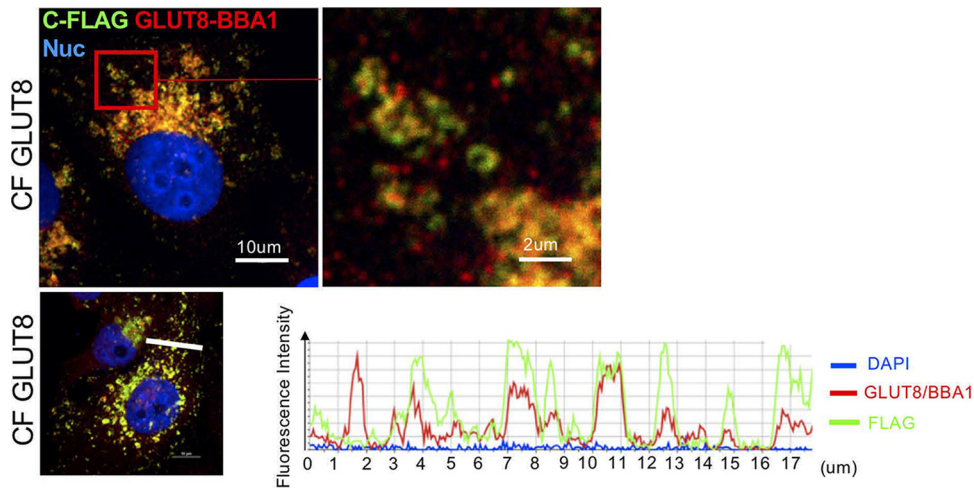 C-FLAG GLUT8-BBA1
Nuc
CF GLUT8
10um
2um
CF GLUT8
Fluorescence Intensity
DAPI
GLUT8/BBA1
FLAG
0 1 2 3 4 5 6 7 8 9 10 11 12 13 14 15 16 17 (um)